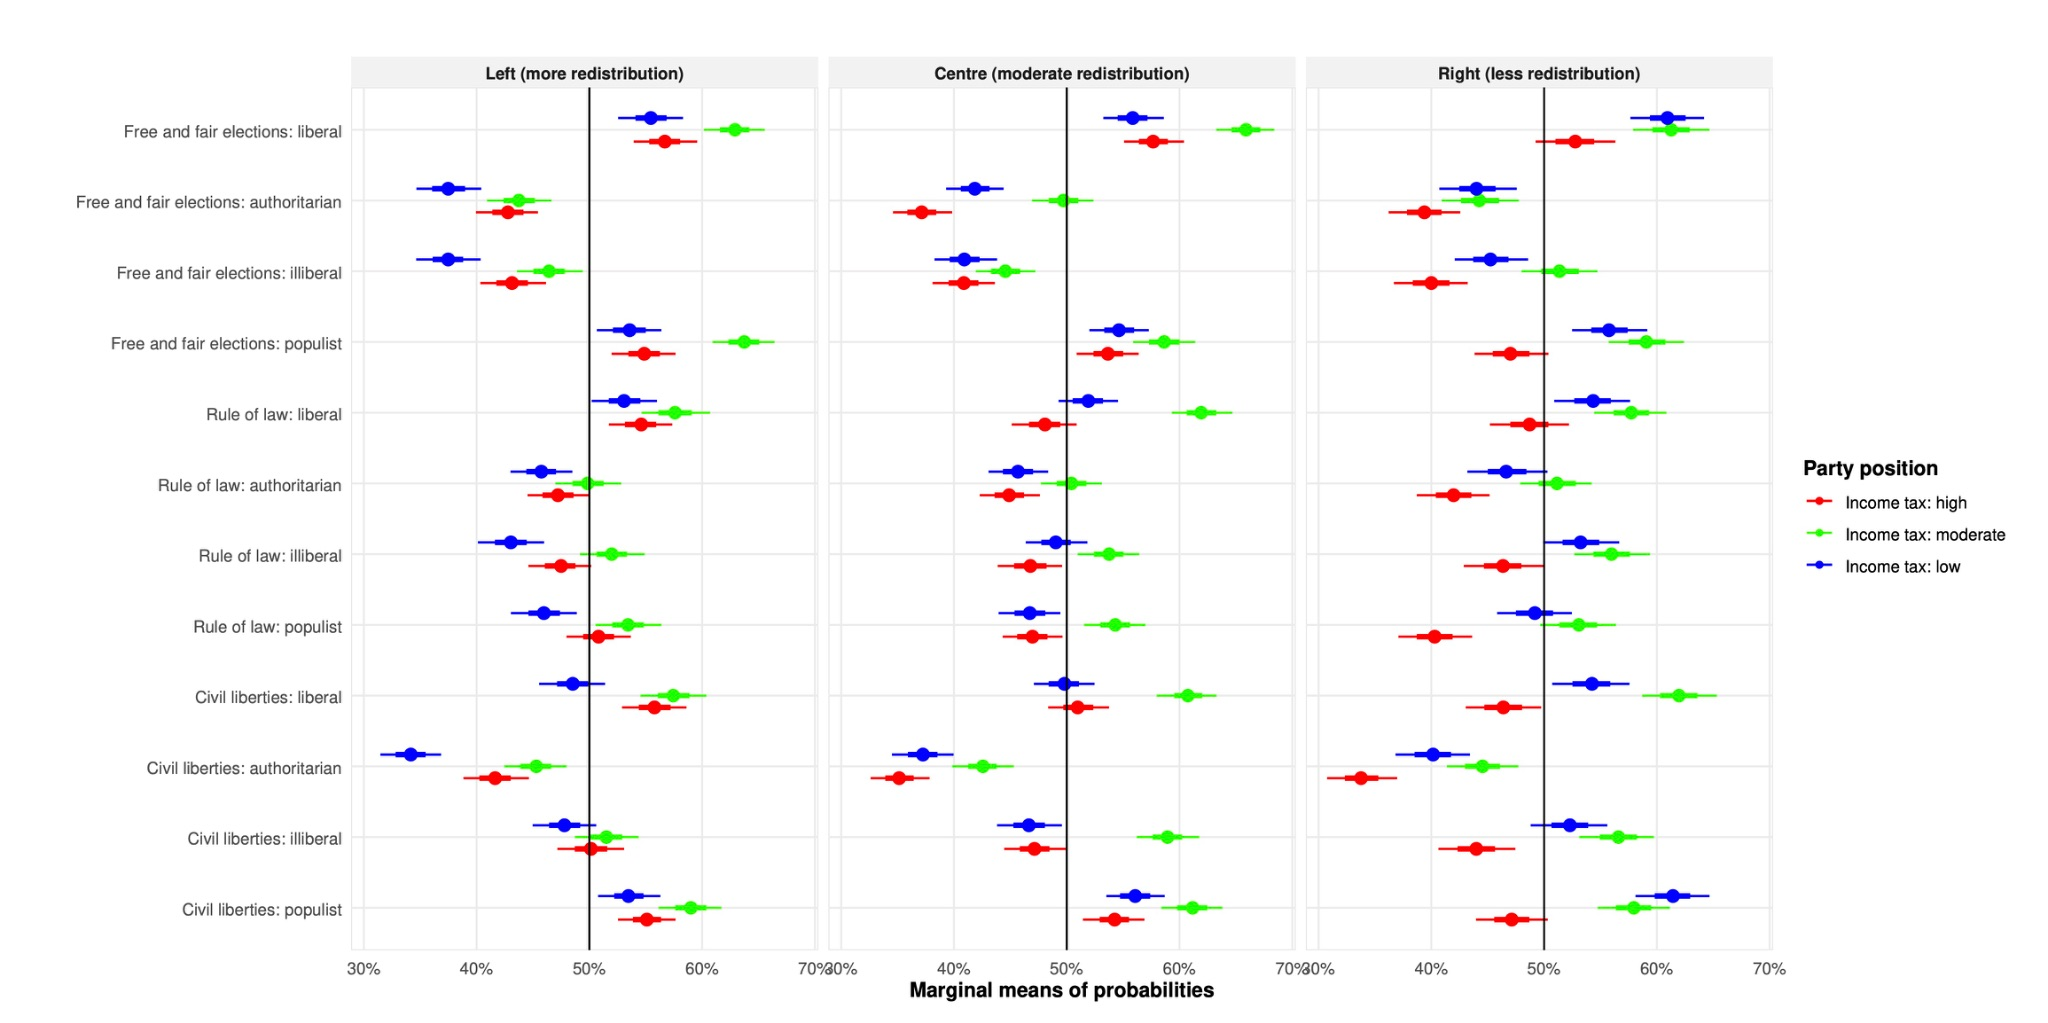 Left (more redistribution)
Centre (moderate redistribution)
Right (less redistribution)
Free and fair elections: liberal
Free and fair elections: authoritarian
Free and fair elections: illiberal
Free and fair elections: populist
Rule of law: liberal
Rule of law: authoritarian
Rule of law: illiberal
Rule of law: populist
Civil liberties: liberal
Civil liberties: authoritarian
Civil liberties: illiberal
Civil liberties: populist
30% 40% 50% 60% 70%
30% 40% 50% 60% 70%
30% 40% 50% 60% 70%
Marginal means of probabilities
Party position
Income tax: high
Income tax: moderate
Income tax: low